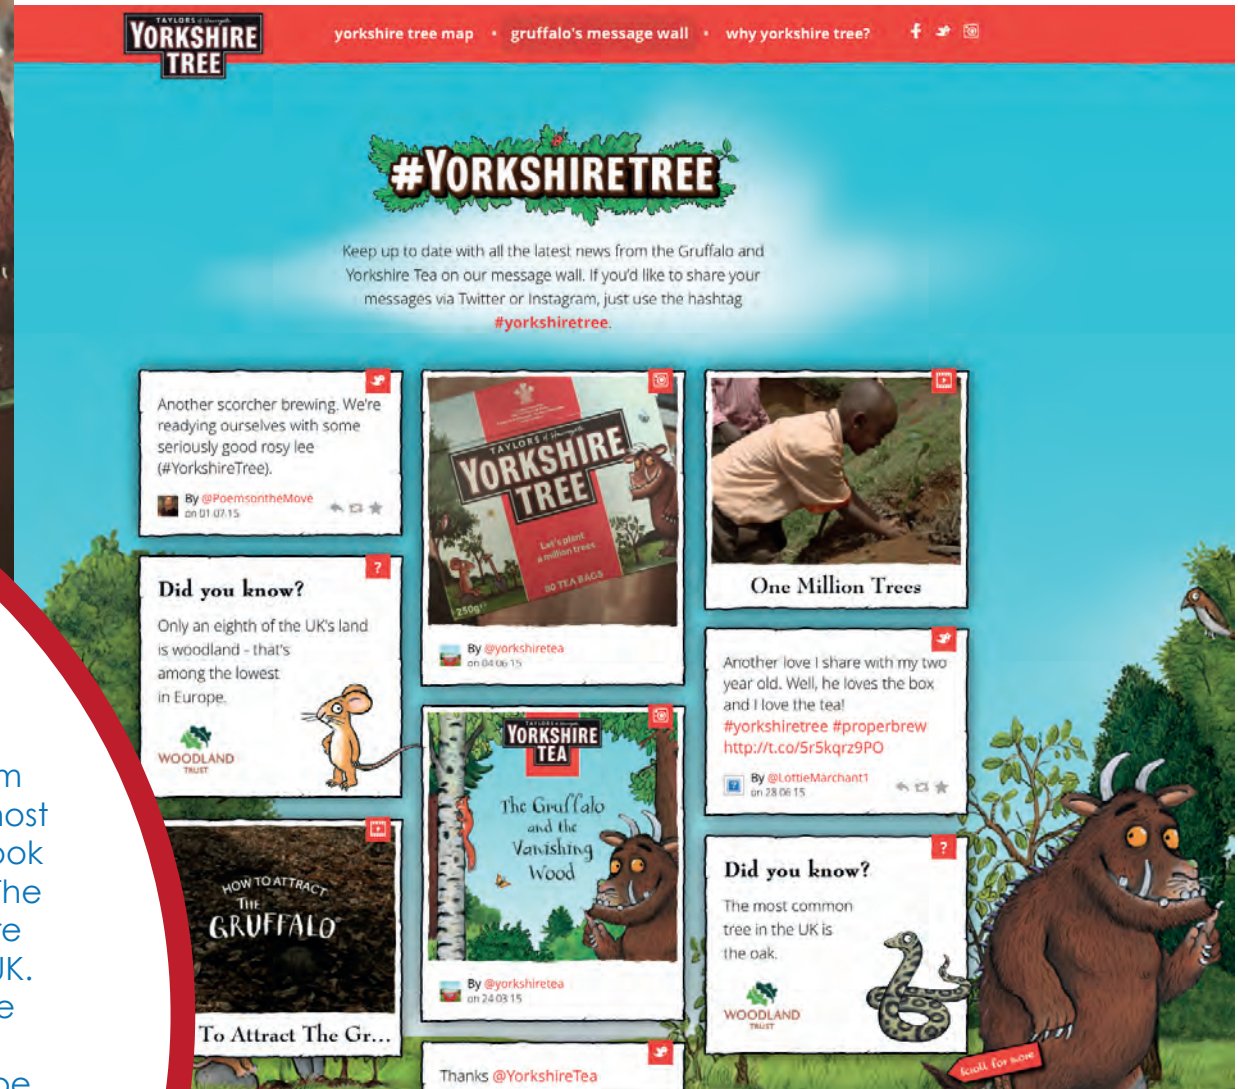 TAYLORS of Harrogate
YORKSHIRE
TREE
yorkshire tree map • gruffalo's message wall • why yorkshire tree?
#YORKSHIRETREE
Keep up to date with all the latest news from the Gruffalo and
Yorkshire Tea on our message wall. If you'd like to share your
messages via Twitter or Instagram, just use the hashtag
#yorkshiretree.
Another scorcher brewing. We're
readying ourselves with some
seriously good rosy lee
(#YorkshireTree).
By @PoemsontheMove
on 01 07 15
Did you know?
Only an eighth of the UK's land
is woodland - that's
among the lowest
in Europe.
WOODLAND
TRUST
HOW TO ATTRACT
THE
GRUFFALO
To Attract The Gr...
TAYLORS of Harrogate
YORKSHIRE
TREE
Let's plant
a million trees
80 TEA BAGS
250g
By @yorkshiretea
on 04 06 15
YORKSHIRE
TEA
The Gruffalo
and the
Vanishing
Wood
By @yorkshiretea
on 24 03 15
Thanks @YorkshireTea
One Million Trees
Another love I share with my two
year old. Well, he loves the box
and I love the tea!
#yorkshiretree #properbrew
http://t.co/5r5kqrz9PO
By @LottieMarchant1
on 28 06 15
Did you know?
The most common
tree in the UK is
the oak.
WOODLAND
TRUST
Scroll for more
m
ook
The
re
UK.
e